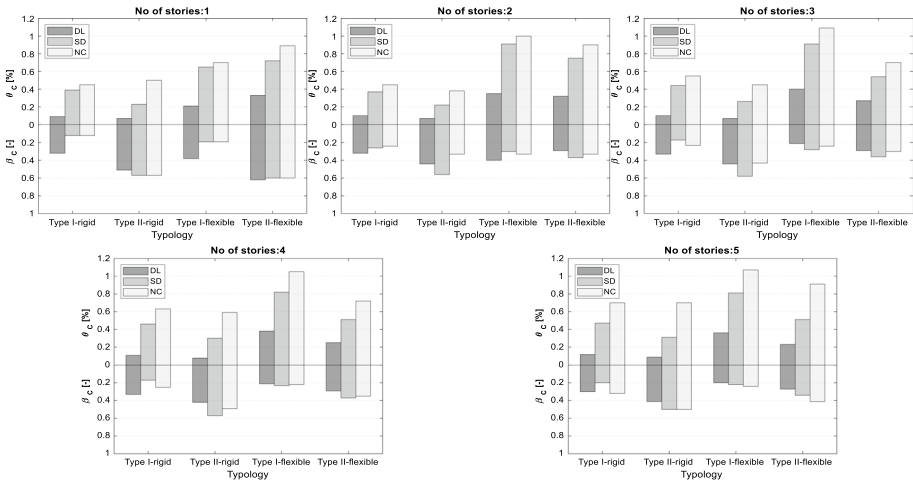 No of stories:1
DL
SD
NC
1.2
1
0.8
0.6
0.4
0.2
0
0.2
0.4
0.6
0.8
1
θ c [%]
β c [-]
Type I-rigid Type II-rigid Type I-flexible Type II-flexible
Typology
No of stories:2
DL
SD
NC
1.2
1
0.8
0.6
0.4
0.2
0
0.2
0.4
0.6
0.8
1
θ c [%]
β c [-]
Type I-rigid Type II-rigid Type I-flexible Type II-flexible
Typology
No of stories:3
DL
SD
NC
1.2
1
0.8
0.6
0.4
0.2
0
0.2
0.4
0.6
0.8
1
θ c [%]
β c [-]
Type I-rigid Type II-rigid Type I-flexible Type II-flexible
Typology
No of stories:4
DL
SD
NC
1.2
1
0.8
0.6
0.4
0.2
0
0.2
0.4
0.6
0.8
1
θ c [%]
β c [-]
Type I-rigid Type II-rigid Type I-flexible Type II-flexible
Typology
No of stories:5
DL
SD
NC
1.2
1
0.8
0.6
0.4
0.2
0
0.2
0.4
0.6
0.8
1
θ c [%]
β c [-]
Type I-rigid Type II-rigid Type I-flexible Type II-flexible
Typology